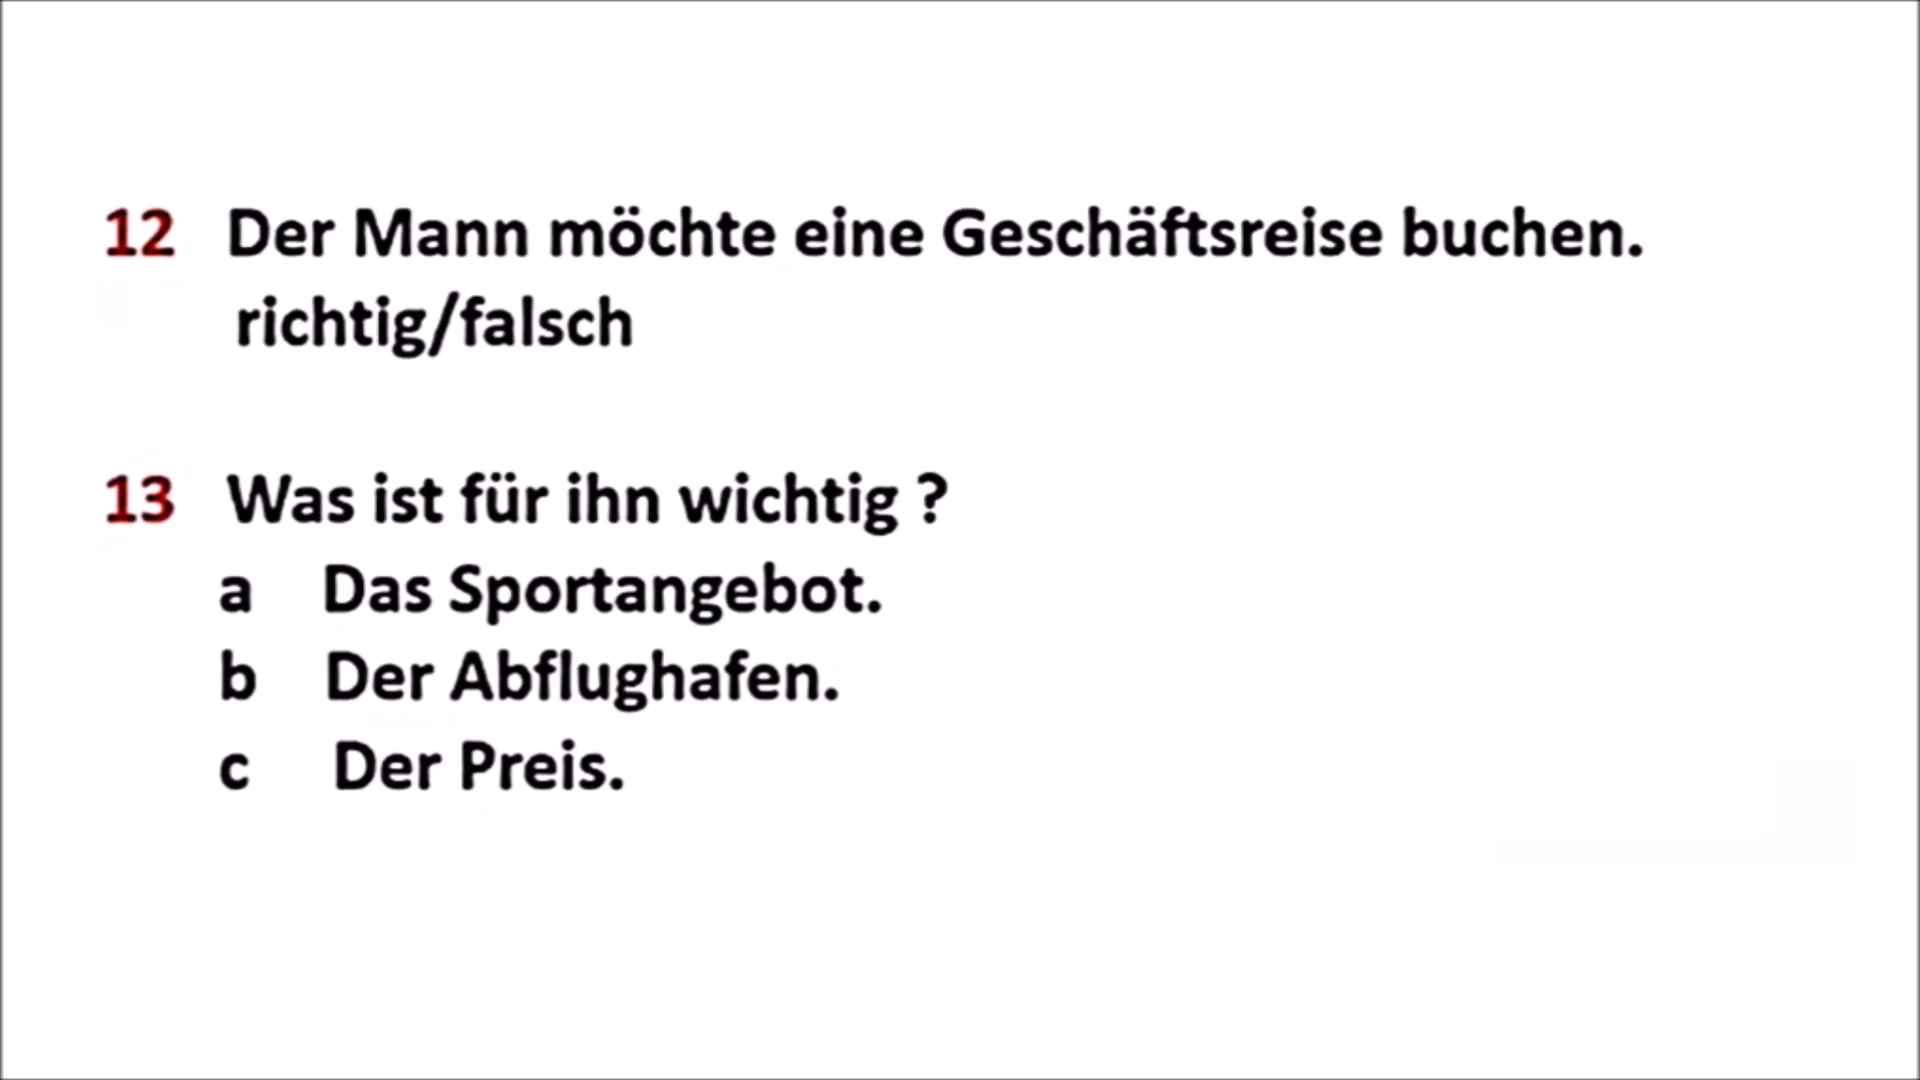 12 Der Mann möchte eine Geschäftsreise buchen.
richtig/falsch
13 Was ist für ihn wichtig ?
a Das Sportangebot.
b Der Abflughafen.
c Der Preis.